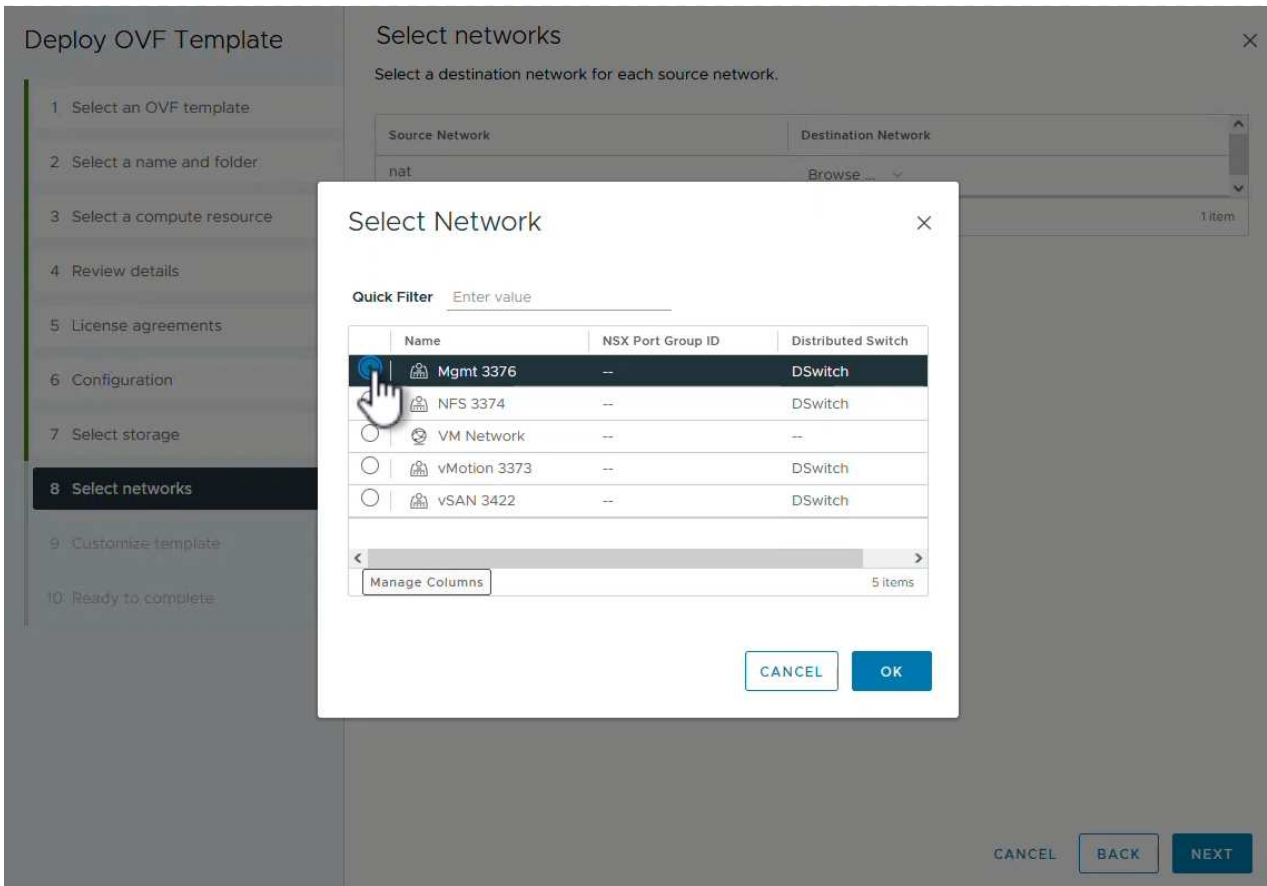 Deploy OVF Template
1 Select an OVF template
2 Select a name and folder
3 Select a compute resource
4 Review details
5 License agreements
6 Configuration
7 Select storage
8 Select networks
9 Customize template
10 Ready to complete
Select networks
Select a destination network for each source network.
Source Network Destination Network
nat Browse ...
1 item
Select Network
Quick Filter Enter value
Name NSX Port Group ID Distributed Switch
Mgmt 3376 -- DSwitch
NFS 3374 -- DSwitch
VM Network -- --
vMotion 3373 -- DSwitch
vSAN 3422 -- DSwitch
Manage Columns 5 items
CANCEL OK
CANCEL BACK NEXT